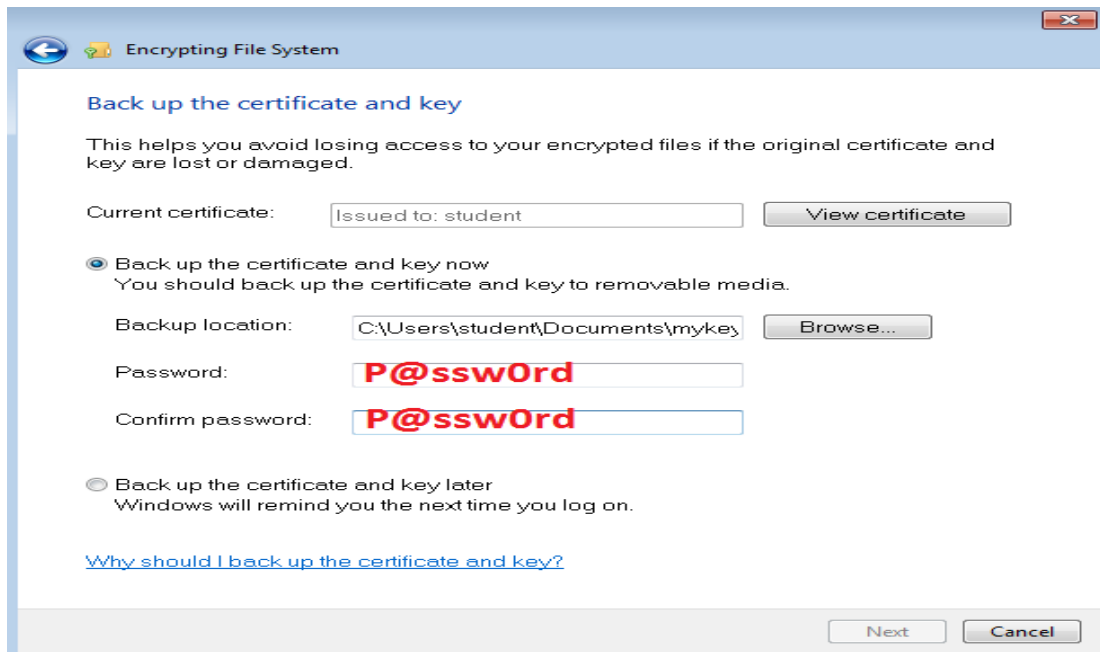 Encrypting File System
Back up the certificate and key
This helps you avoid losing access to your encrypted files if the original certificate and
key are lost or damaged.
Current certificate: Issued to: student View certificate
Back up the certificate and key now
You should back up the certificate and key to removable media.
Backup location: C:\Users\student\Documents\mykey Browse...
Password: P@ssw0rd
Confirm password: P@ssw0rd
Back up the certificate and key later
Windows will remind you the next time you log on.
Why should I back up the certificate and key?
Next Cancel